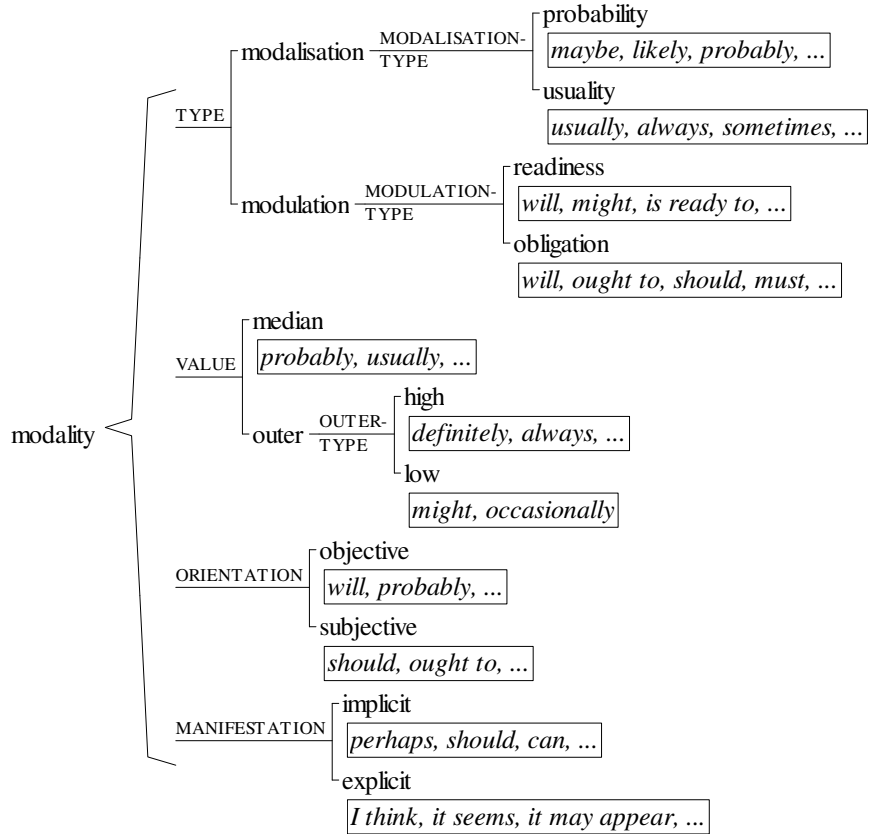 probability
modalisation MODALISATION-
TYPE
maybe, likely, probably, ...
usuality
TYPE
usually, always, sometimes, ...
readiness
modulation MODULATION-
TYPE
will, might, is ready to, ...
obligation
will, ought to, should, must, ...
median
probably, usually, ...
VALUE
high
outer OUTER-
TYPE
definitely, always, ...
modality
low
might, occasionally
objective
ORIENTATION
will, probably, ...
subjective
should, ought to, ...
implicit
MANIFESTATION
perhaps, should, can, ...
explicit
I think, it seems, it may appear, ...